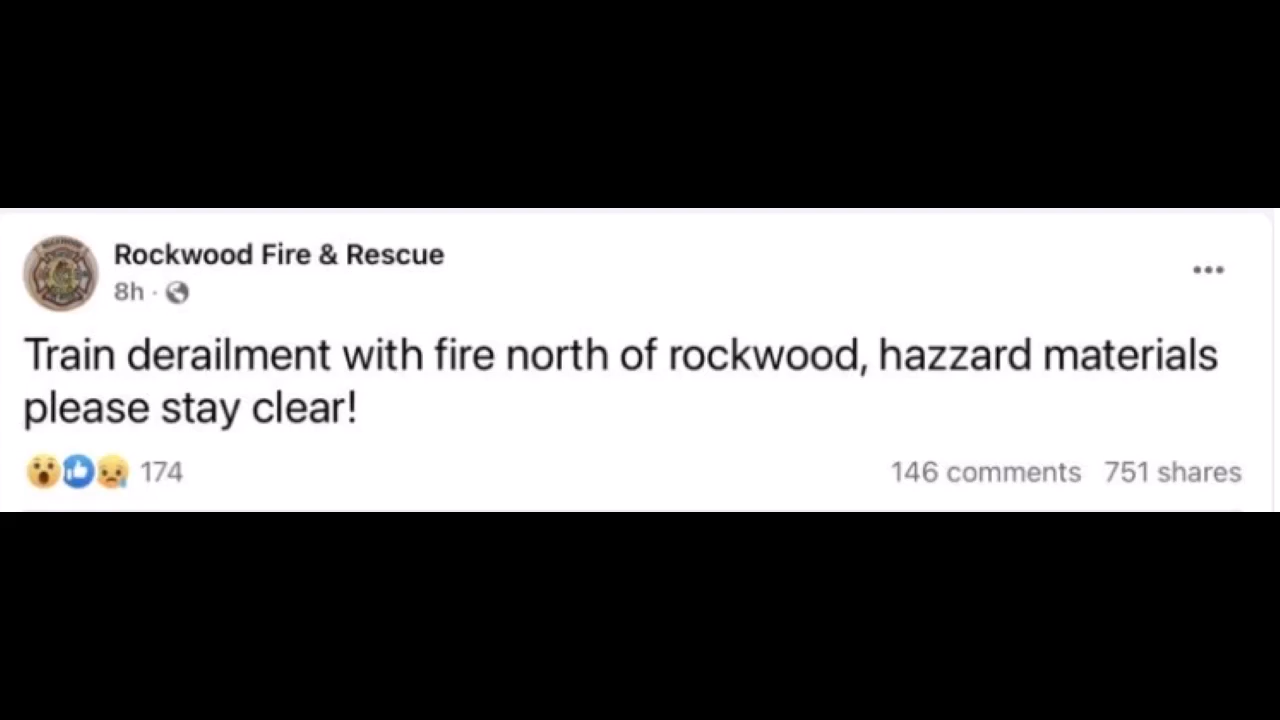 Rockwood Fire & Rescue
8h ·
Train derailment with fire north of rockwood, hazzard materials
please stay clear!
174
146 comments 751 shares